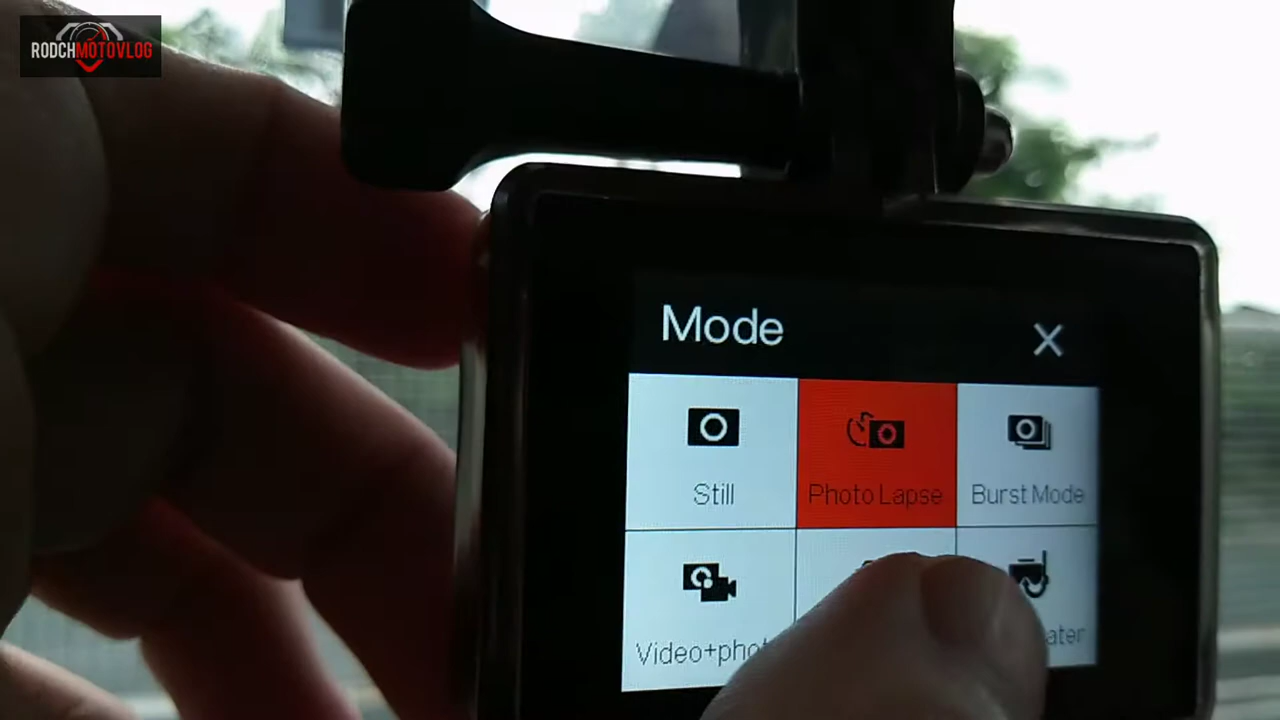 RODCHMOTOVLOG
Mode
Still
Photo Lapse
Burst Mode